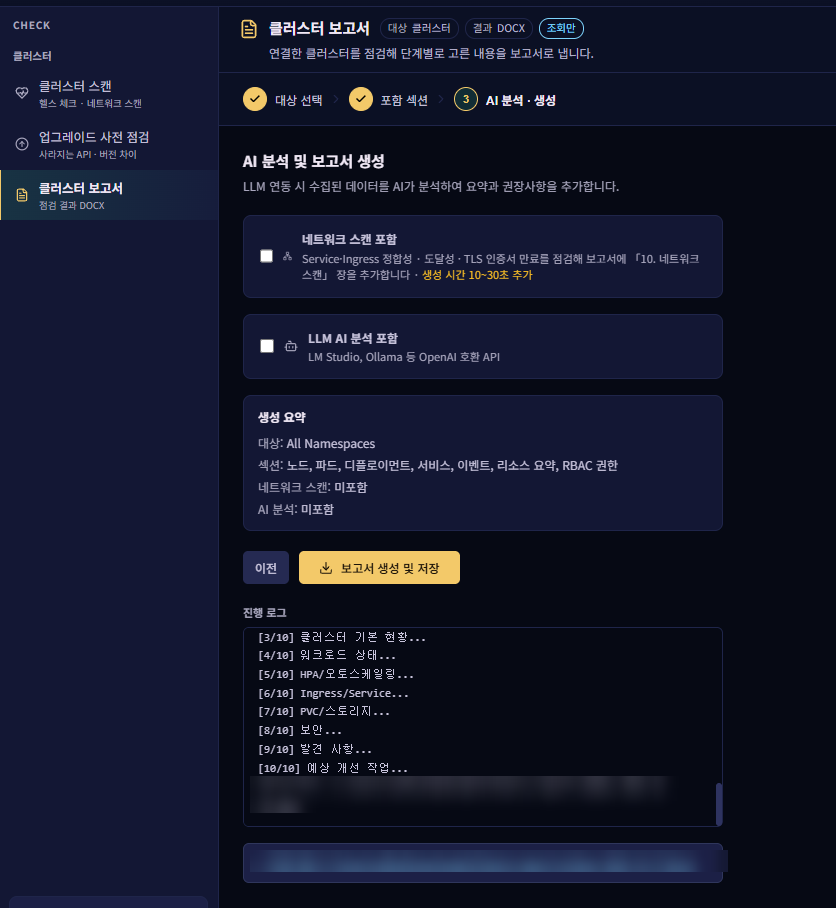 CHECK
클러스터
클러스터 스캔
헬스 체크 · 네트워크 스캔
업그레이드 사전 점검
사라지는 API · 버전 차이
클러스터 보고서
점검 결과 DOCX
클러스터 보고서
대상 클러스터
결과 DOCX
조회만
연결한 클러스터를 점검해 단계별로 고른 내용을 보고서로 냅니다.
대상 선택
포함 섹션
3 AI 분석 · 생성
AI 분석 및 보고서 생성
LLM 연동 시 수집된 데이터를 AI가 분석하여 요약과 권장사항을 추가합니다.
네트워크 스캔 포함
Service·Ingress 정합성 · 도달성 · TLS 인증서 만료를 점검해 보고서에 「10. 네트워크
스캔」 장을 추가합니다 · 생성 시간 10~30초 추가
LLM AI 분석 포함
LM Studio, Ollama 등 OpenAI 호환 API
생성 요약
대상: All Namespaces
섹션: 노드, 파드, 디플로이먼트, 서비스, 이벤트, 리소스 요약, RBAC 권한
네트워크 스캔: 미포함
AI 분석: 미포함
이전
보고서 생성 및 저장
진행 로그
[3/10] 클러스터 기본 현황...
[4/10] 워크로드 상태...
[5/10] HPA/오토스케일링...
[6/10] Ingress/Service...
[7/10] PVC/스토리지...
[8/10] 보안...
[9/10] 발견 사항...
[10/10] 예상 개선 작업...